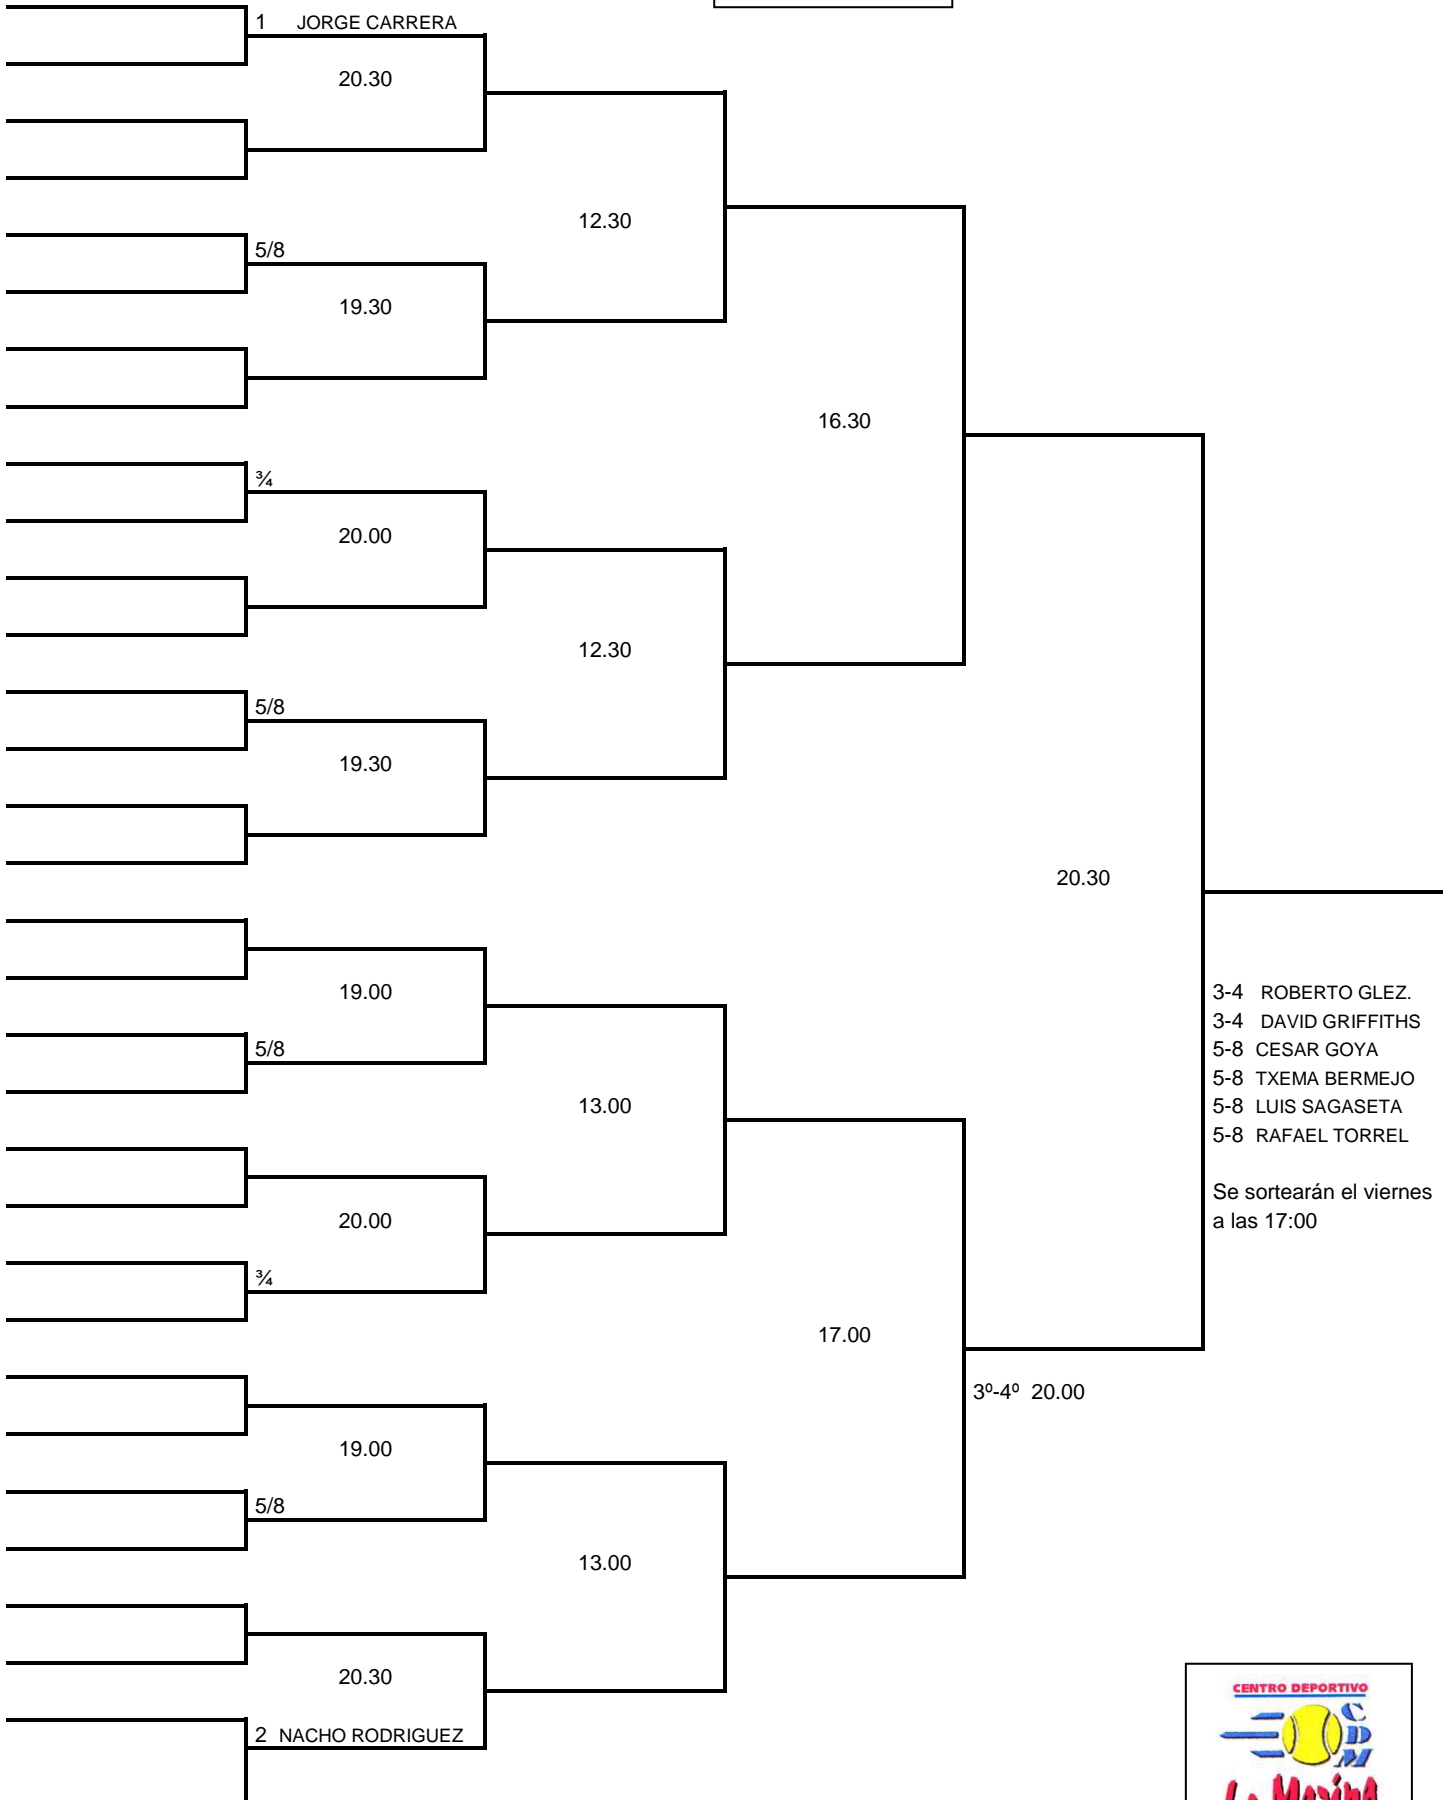 1 JORGE CARRERA
20.30
12.30
5/8
19.30
16.30
¾
20.00
12.30
5/8
19.30
20.30
19.00
3-4 ROBERTO GLEZ.
3-4 DAVID GRIFFITHS
5/8
5-8 CESAR GOYA
5-8 TXEMA BERMEJO
13.00
5-8 LUIS SAGASETA
5-8 RAFAEL TORREL
Se sortearán el viernes
a las 17:00
20.00
¾
17.00
3º-4º 20.00
19.00
5/8
13.00
20.30
2 NACHO RODRIGUEZ
CENTRO DEPORTIVO
C
D
M
La Marina